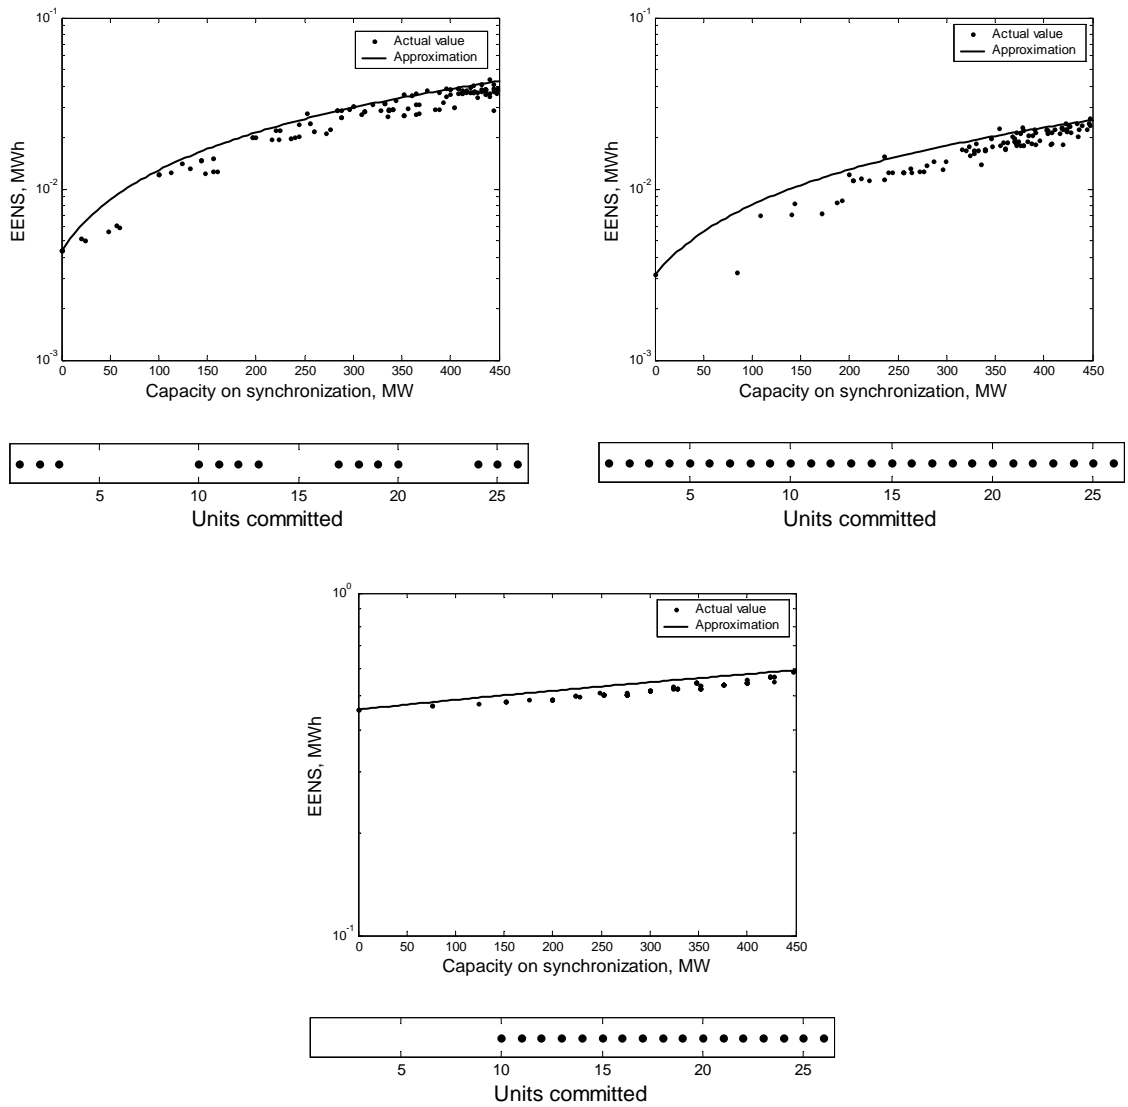 10^-1
Actual value
Approximation
10^-2
EENS, MWh
10^-3
0 50 100 150 200 250 300 350 400 450
Capacity on synchronization, MW
5 10 15 20 25
Units committed
10^-1
Actual value
Approximation
10^-2
EENS, MWh
10^-3
0 50 100 150 200 250 300 350 400 450
Capacity on synchronization, MW
5 10 15 20 25
Units committed
10^0
Actual value
Approximation
EENS, MWh
10^-1
0 50 100 150 200 250 300 350 400 450
Capacity on synchronization, MW
5 10 15 20 25
Units committed